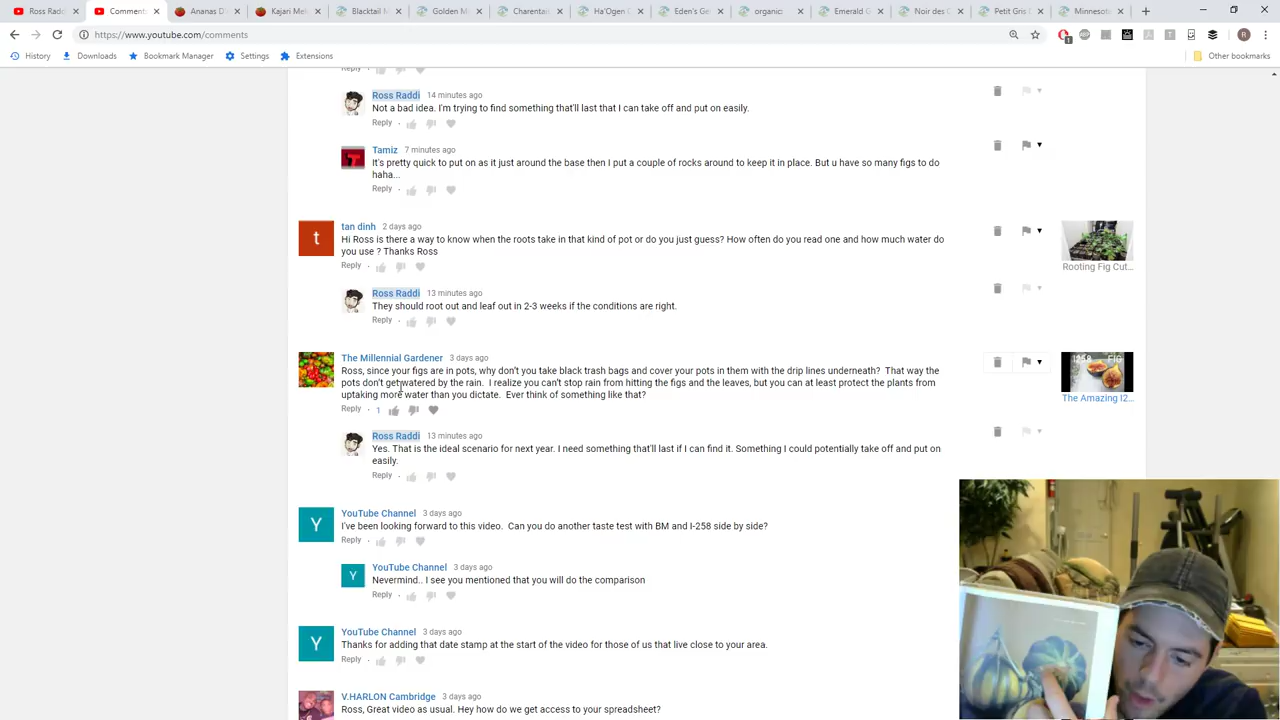 Ross Radd
Comments
Ananas D'
Kajari Mel
Blacktail M
Golden Mi
Charentai
Ha'Ogen
Eden's Ge
organic
Emerald G
Noir des C
Petit Gris
Minnesot
https://www.youtube.com/comments
1
R
History
Downloads
Bookmark Manager
Settings
Extensions
Other bookmarks
Reply
Ross Raddi 14 minutes ago
Not a bad idea. I'm trying to find something that'll last that I can take off and put on easily.
Reply
Tamiz 7 minutes ago
It's pretty quick to put on as it just around the base then I put a couple of rocks around to keep it in place. But u have so many figs to do
haha...
Reply
t
tan dinh 2 days ago
Hi Ross is there a way to know when the roots take in that kind of pot or do you just guess? How often do you read one and how much water do
you use ? Thanks Ross
Reply
Rooting Fig Cut...
Ross Raddi 13 minutes ago
They should root out and leaf out in 2-3 weeks if the conditions are right.
Reply
The Millennial Gardener 3 days ago
Ross, since your figs are in pots, why don't you take black trash bags and cover your pots in them with the drip lines underneath? That way the
pots don't get watered by the rain. I realize you can't stop rain from hitting the figs and the leaves, but you can at least protect the plants from
uptaking more water than you dictate. Ever think of something like that?
Reply · 1
I258 FIG
The Amazing I2...
Ross Raddi 13 minutes ago
Yes. That is the ideal scenario for next year. I need something that'll last if I can find it. Something I could potentially take off and put on
easily.
Reply
Y
YouTube Channel 3 days ago
I've been looking forward to this video. Can you do another taste test with BM and I-258 side by side?
Reply
Y
YouTube Channel 3 days ago
Nevermind.. I see you mentioned that you will do the comparison
Reply
Y
YouTube Channel 3 days ago
Thanks for adding that date stamp at the start of the video for those of us that live close to your area.
Reply
V.HARLON Cambridge 3 days ago
Ross, Great video as usual. Hey how do we get access to your spreadsheet?